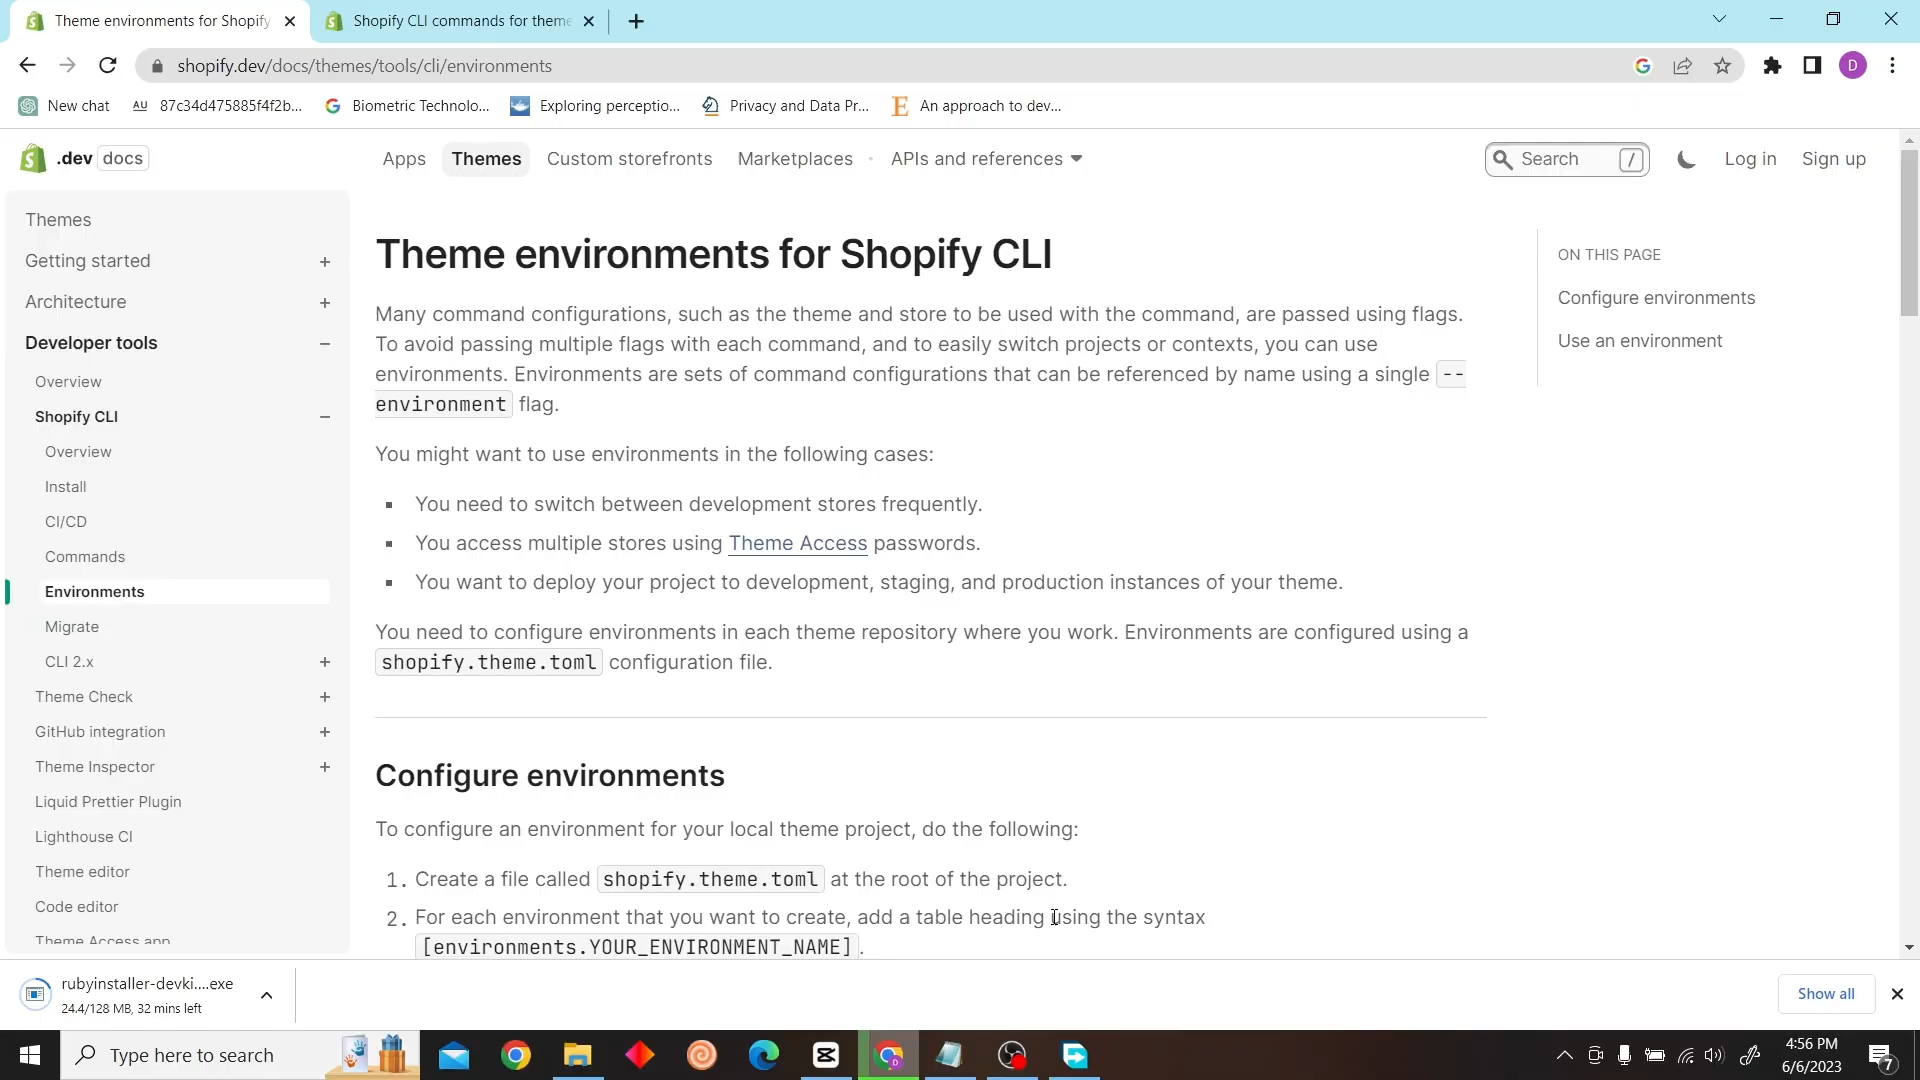 Theme environments for Shopify
Shopify CLI commands for theme
shopify.dev/docs/themes/tools/cli/environments
D
New chat
AU 87c34d475885f4f2b...
Biometric Technolo...
Exploring perceptio...
Privacy and Data Pr...
E An approach to dev...
.dev docs
Apps
Themes
Custom storefronts
Marketplaces
APIs and references
Search /
Log in
Sign up
Themes
Getting started +
Architecture +
Developer tools −
Overview
Shopify CLI −
Overview
Install
CI/CD
Commands
Environments
Migrate
CLI 2.x +
Theme Check +
GitHub integration +
Theme Inspector +
Liquid Prettier Plugin
Lighthouse CI
Theme editor
Code editor
Theme Access app
Theme environments for Shopify CLI
Many command configurations, such as the theme and store to be used with the command, are passed using flags.
To avoid passing multiple flags with each command, and to easily switch projects or contexts, you can use
environments. Environments are sets of command configurations that can be referenced by name using a single --
environment flag.
You might want to use environments in the following cases:
You need to switch between development stores frequently.
You access multiple stores using Theme Access passwords.
You want to deploy your project to development, staging, and production instances of your theme.
You need to configure environments in each theme repository where you work. Environments are configured using a
shopify.theme.toml configuration file.
Configure environments
To configure an environment for your local theme project, do the following:
1. Create a file called shopify.theme.toml at the root of the project.
2. For each environment that you want to create, add a table heading using the syntax
[environments.YOUR_ENVIRONMENT_NAME].
ON THIS PAGE
Configure environments
Use an environment
rubyinstaller-devki....exe
24.4/128 MB, 32 mins left
Show all
Type here to search
4:56 PM
6/6/2023
7